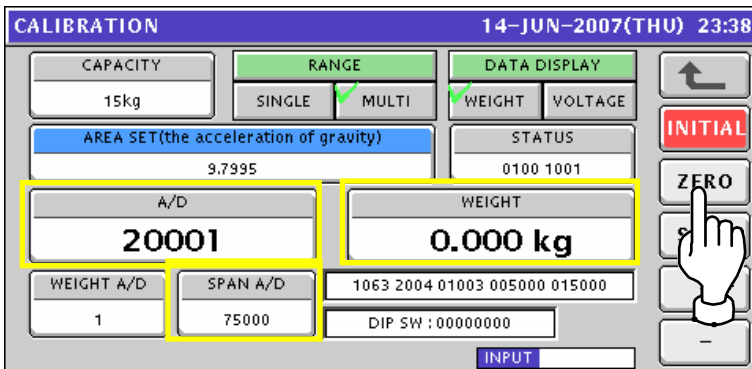 CALIBRATION 14-JUN-2007(THU) 23:38
CAPACITY RANGE DATA DISPLAY
15kg SINGLE MULTI WEIGHT VOLTAGE
INITIAL
AREA SET(the acceleration of gravity) STATUS
9.7995 0100 1001
ZERO
A/D WEIGHT
20001 0.000 kg
WEIGHT A/D SPAN A/D 1063 2004 01003 005000 015000
1 75000 DIP SW : 00000000
INPUT